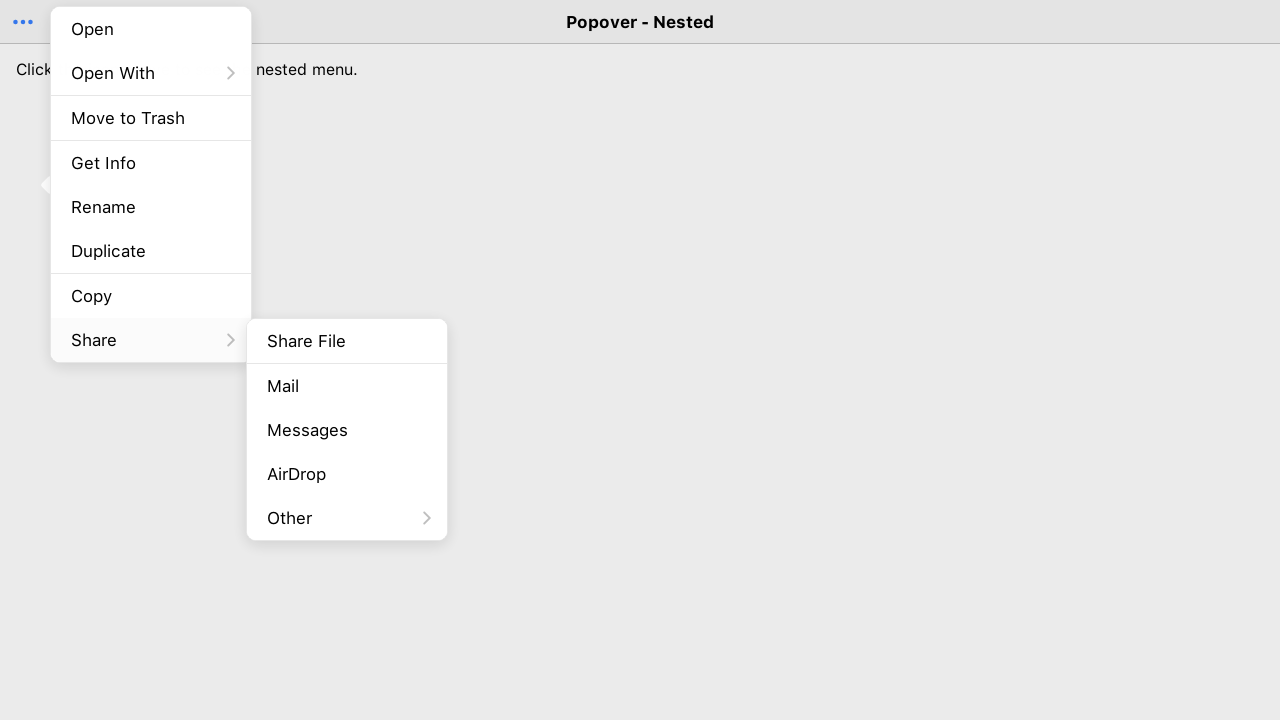 Popover - Nested
Click
nested menu.
Open
Open With
Move to Trash
Get Info
Rename
Duplicate
Copy
Share
Share File
Mail
Messages
AirDrop
Other